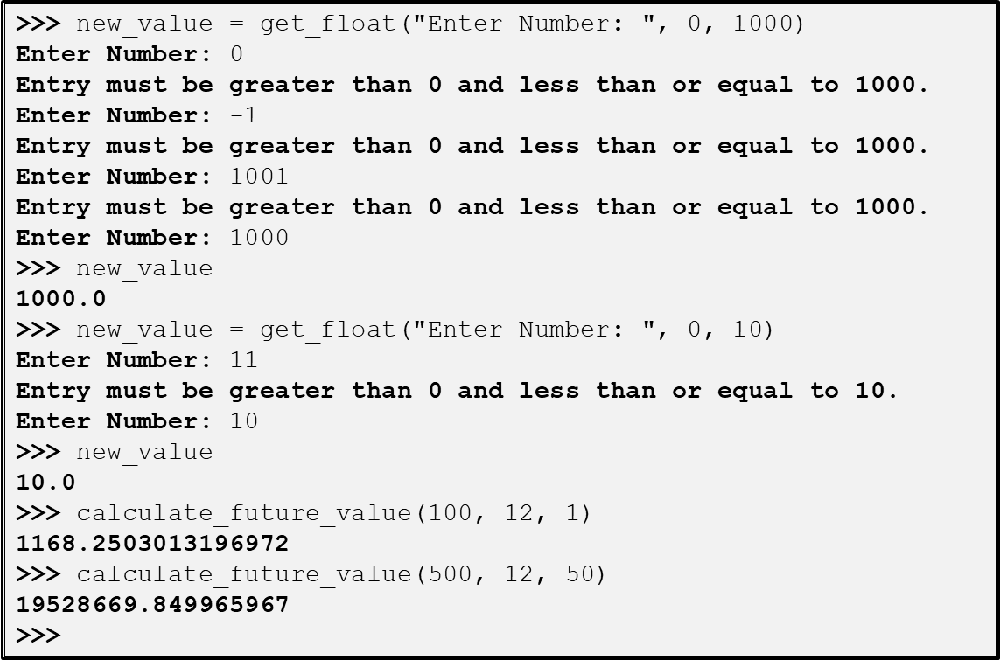 >>> new_value = get_float("Enter Number: ", 0, 1000)
Enter Number: 0
Entry must be greater than 0 and less than or equal to 1000.
Enter Number: -1
Entry must be greater than 0 and less than or equal to 1000.
Enter Number: 1001
Entry must be greater than 0 and less than or equal to 1000.
Enter Number: 1000
>>> new_value
1000.0
>>> new_value = get_float("Enter Number: ", 0, 10)
Enter Number: 11
Entry must be greater than 0 and less than or equal to 10.
Enter Number: 10
>>> new_value
10.0
>>> calculate_future_value(100, 12, 1)
1168.2503013196972
>>> calculate_future_value(500, 12, 50)
19528669.849965967
>>>